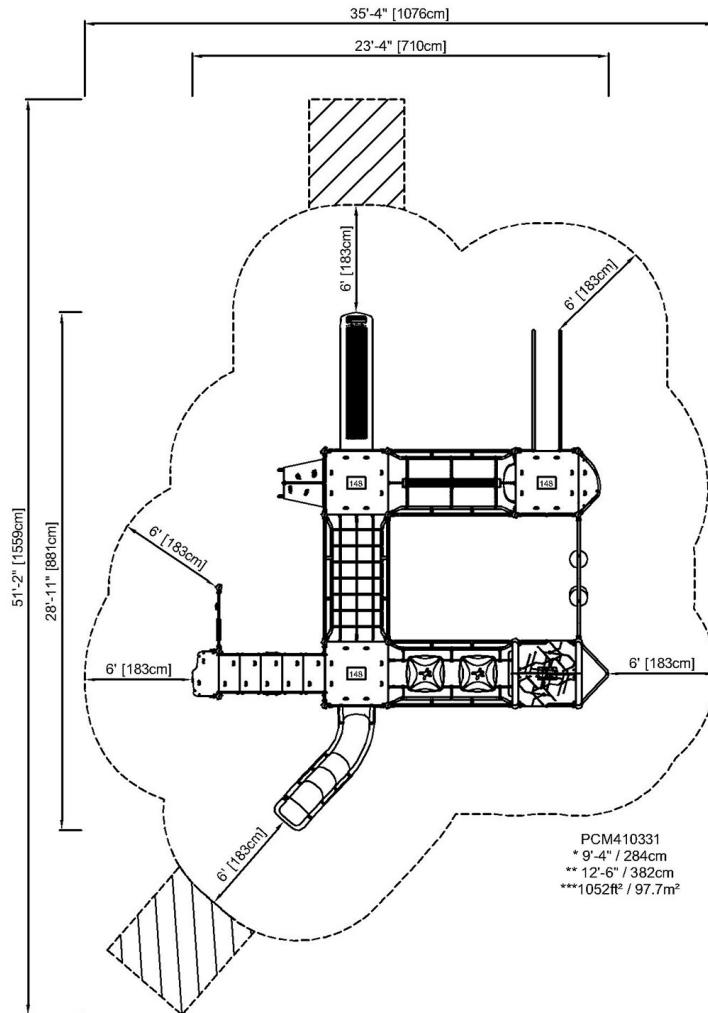 35'-4" [1076cm]
23'-4" [710cm]
6' [183cm]
6' [183cm]
51'-2" [1559cm]
28'-11" [881cm]
148
148
6' [183cm]
6' [183cm]
148
6' [183cm]
6' [183cm]
PCM410331
* 9'-4" / 284cm
** 12'-6" / 382cm
***1052ft² / 97.7m²